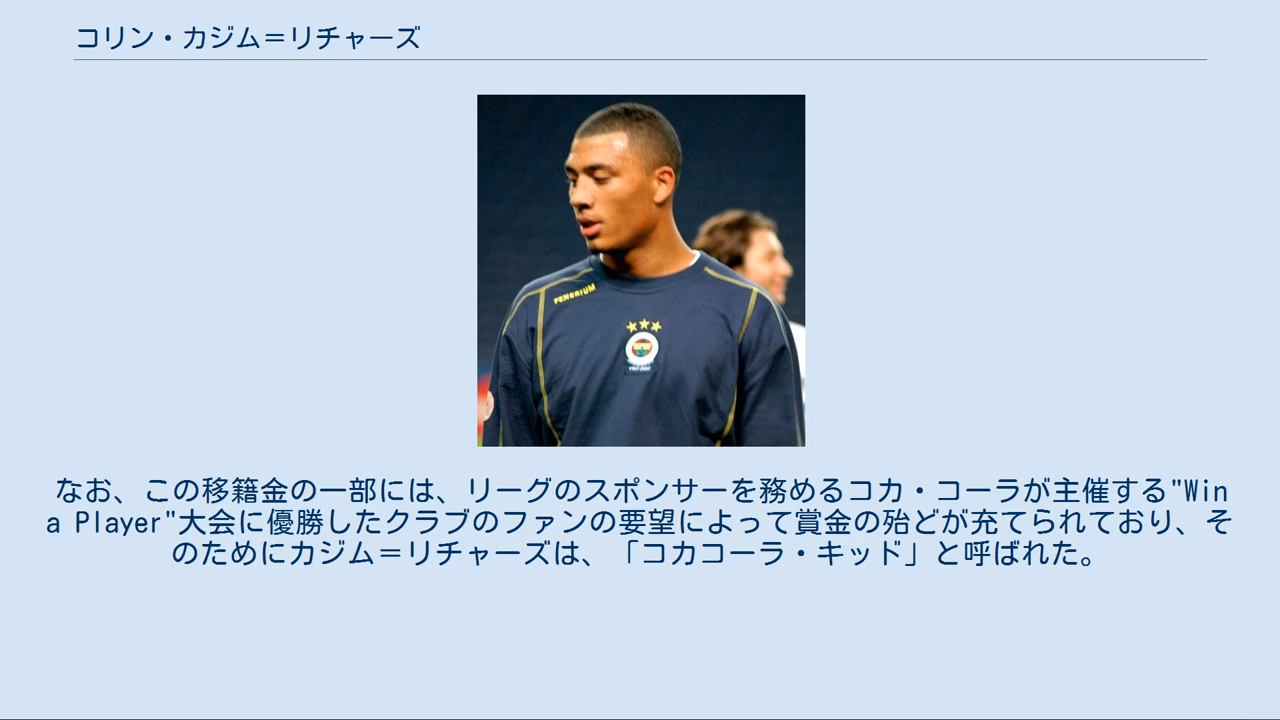 コリン・カジム＝リチャーズ
FENERIUM
なお、この移籍金の一部には、リーグのスポンサーを務めるコカ・コーラが主催する"Win
a Player"大会に優勝したクラブのファンの要望によって賞金の殆どが充てられており、そ
のためにカジム＝リチャーズは、「コカコーラ・キッド」と呼ばれた。